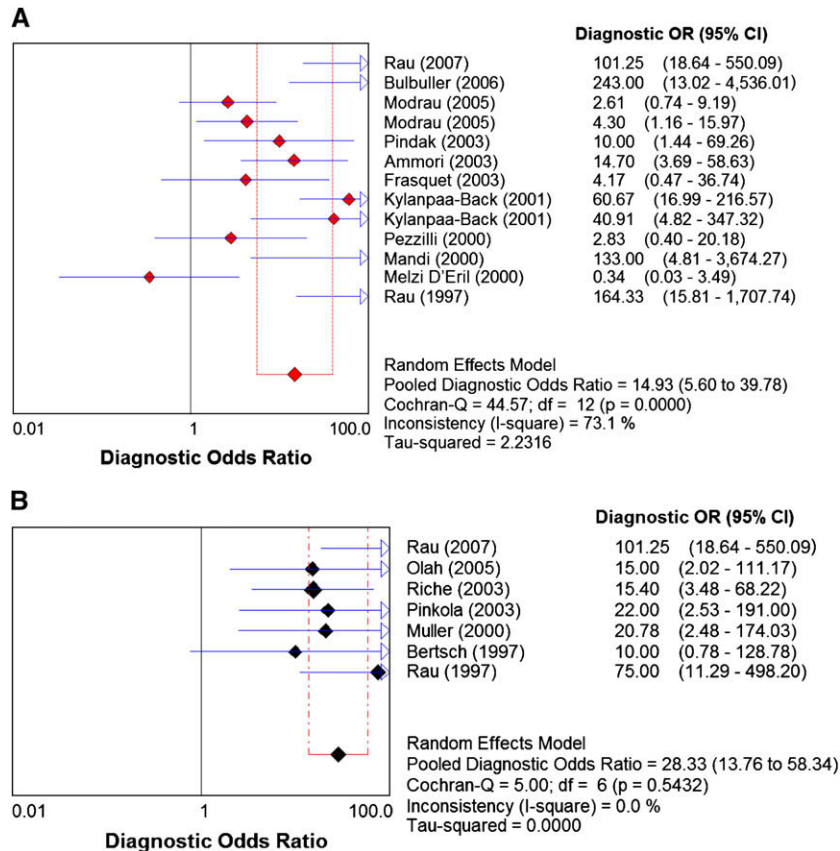 A
Diagnostic OR (95% CI)
Rau (2007) 101.25 (18.64 - 550.09)
Bulbuller (2006) 243.00 (13.02 - 4,536.01)
Modrau (2005) 2.61 (0.74 - 9.19)
Modrau (2005) 4.30 (1.16 - 15.97)
Pindak (2003) 10.00 (1.44 - 69.26)
Ammori (2003) 14.70 (3.69 - 58.63)
Frasquet (2003) 4.17 (0.47 - 36.74)
Kylanpaa-Back (2001) 60.67 (16.99 - 216.57)
Kylanpaa-Back (2001) 40.91 (4.82 - 347.32)
Pezzilli (2000) 2.83 (0.40 - 20.18)
Mandi (2000) 133.00 (4.81 - 3,674.27)
Melzi D'Eril (2000) 0.34 (0.03 - 3.49)
Rau (1997) 164.33 (15.81 - 1,707.74)
Random Effects Model
Pooled Diagnostic Odds Ratio = 14.93 (5.60 to 39.78)
Cochran-Q = 44.57; df = 12 (p = 0.0000)
Inconsistency (I-square) = 73.1 %
Tau-squared = 2.2316
0.01 1 100.0
Diagnostic Odds Ratio
B
Diagnostic OR (95% CI)
Rau (2007) 101.25 (18.64 - 550.09)
Olah (2005) 15.00 (2.02 - 111.17)
Riche (2003) 15.40 (3.48 - 68.22)
Pinkola (2003) 22.00 (2.53 - 191.00)
Muller (2000) 20.78 (2.48 - 174.03)
Bertsch (1997) 10.00 (0.78 - 128.78)
Rau (1997) 75.00 (11.29 - 498.20)
Random Effects Model
Pooled Diagnostic Odds Ratio = 28.33 (13.76 to 58.34)
Cochran-Q = 5.00; df = 6 (p = 0.5432)
Inconsistency (I-square) = 0.0 %
Tau-squared = 0.0000
0.01 1 100.0
Diagnostic Odds Ratio